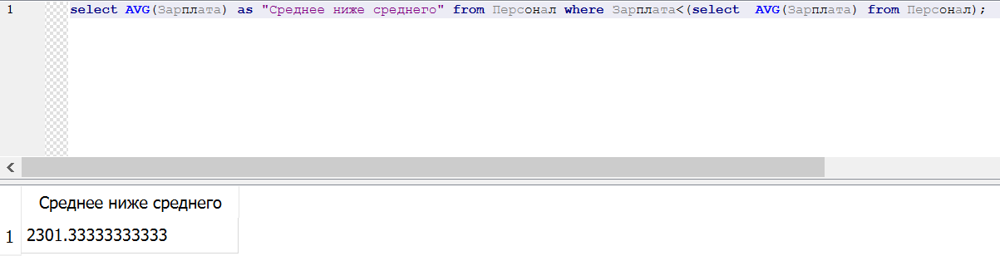 1 select AVG(Зарплата) as "Среднее ниже среднего" from Персонал where Зарплата<(select  AVG(Зарплата) from Персонал);
Среднее ниже среднего
1 2301.33333333333